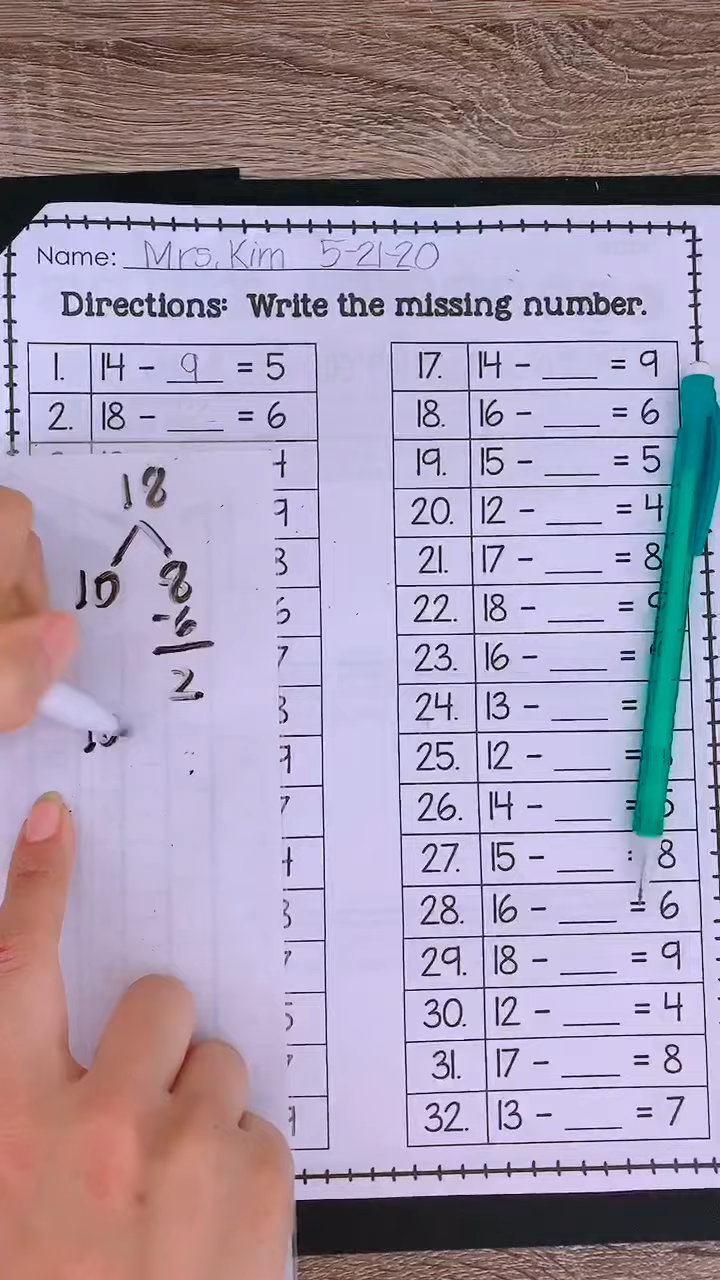 Name: Mrs. Kim 5-21-20
Directions: Write the missing number.
1. 14 - 9 = 5
2. 18 - ___ = 6
18
10 8
-6
2
10
17. 14 - ___ = 9
18. 16 - ___ = 6
19. 15 - ___ = 5
20. 12 - ___ = 4
21. 17 - ___ = 8
22. 18 - ___ = 9
23. 16 - ___ =
24. 13 - ___ =
25. 12 - ___ =
26. 14 - ___ = 5
27. 15 - ___ = 8
28. 16 - ___ = 6
29. 18 - ___ = 9
30. 12 - ___ = 4
31. 17 - ___ = 8
32. 13 - ___ = 7